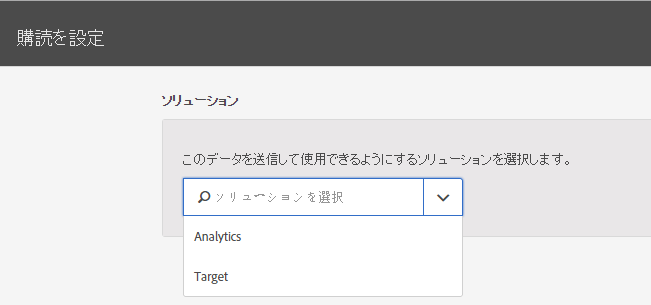 購読を設定
ソリューション
このデータを送信して使用できるようにするソリューションを選択します。
ソリューションを選択
Analytics
Target